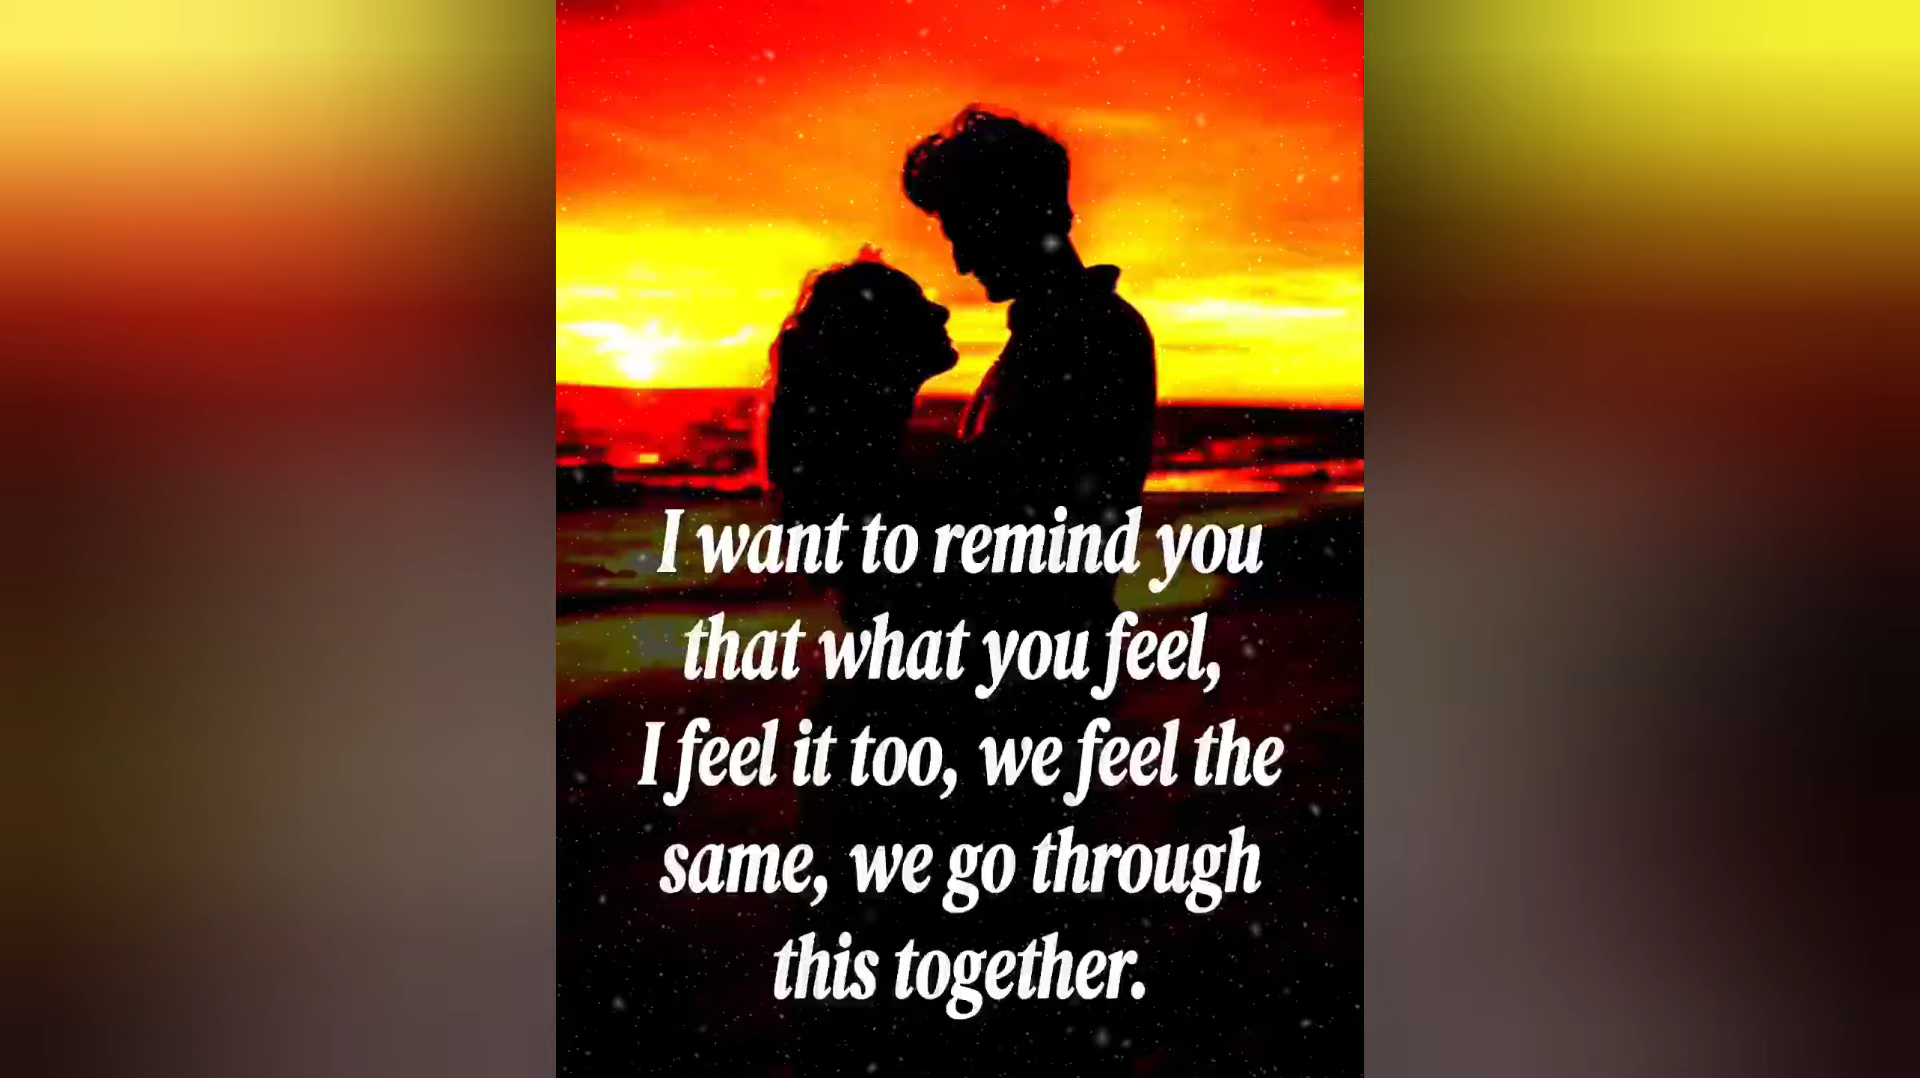 I want to remind you
that what you feel,
I feel it too, we feel the
same, we go through
this together.